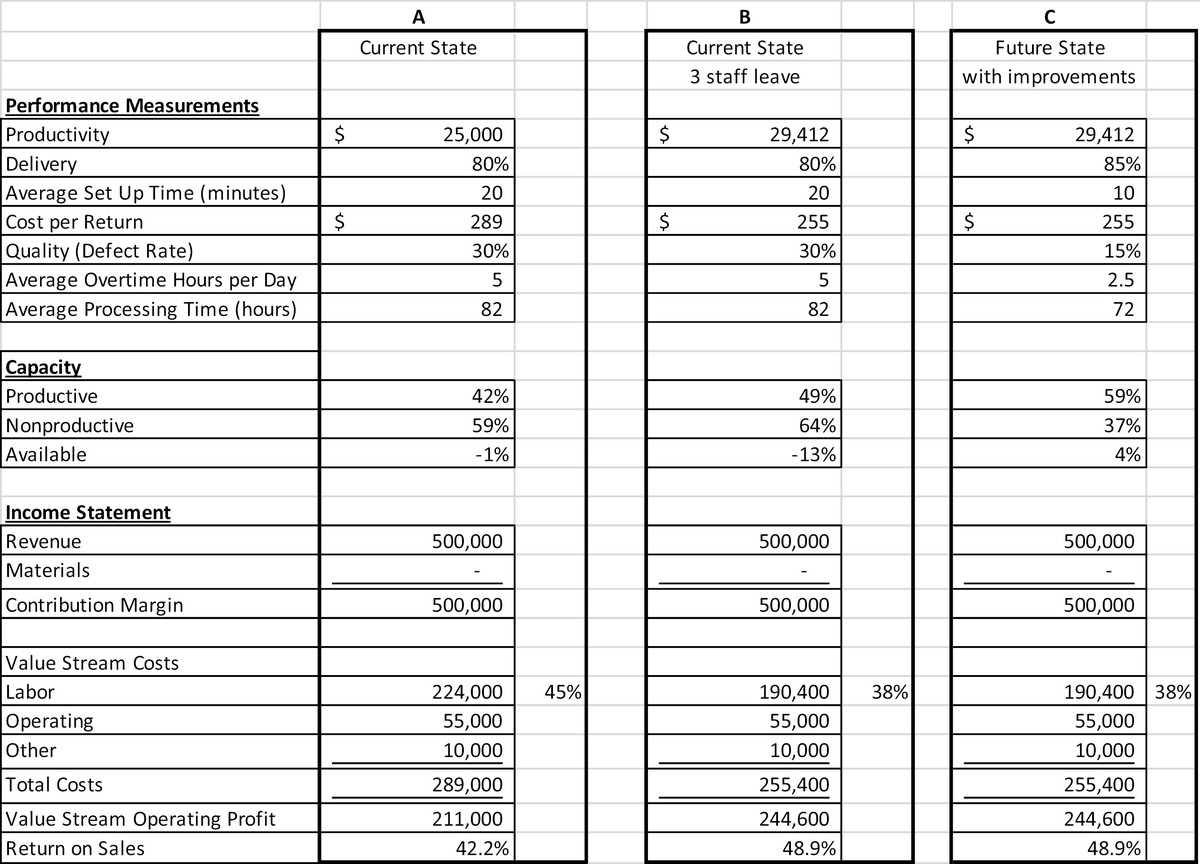 A B C
Current State Current State Future State
3 staff leave with improvements
Performance Measurements
Productivity $ 25,000 $ 29,412 $ 29,412
Delivery 80% 80% 85%
Average Set Up Time (minutes) 20 20 10
Cost per Return $ 289 $ 255 $ 255
Quality (Defect Rate) 30% 30% 15%
Average Overtime Hours per Day 5 5 2.5
Average Processing Time (hours) 82 82 72
Capacity
Productive 42% 49% 59%
Nonproductive 59% 64% 37%
Available -1% -13% 4%
Income Statement
Revenue 500,000 500,000 500,000
Materials - - -
Contribution Margin 500,000 500,000 500,000
Value Stream Costs
Labor 224,000 45% 190,400 38% 190,400 38%
Operating 55,000 55,000 55,000
Other 10,000 10,000 10,000
Total Costs 289,000 255,400 255,400
Value Stream Operating Profit 211,000 244,600 244,600
Return on Sales 42.2% 48.9% 48.9%